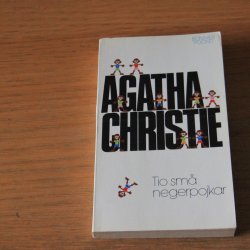 AGATHA
CHRISTIE
Tio små
negerpojkar